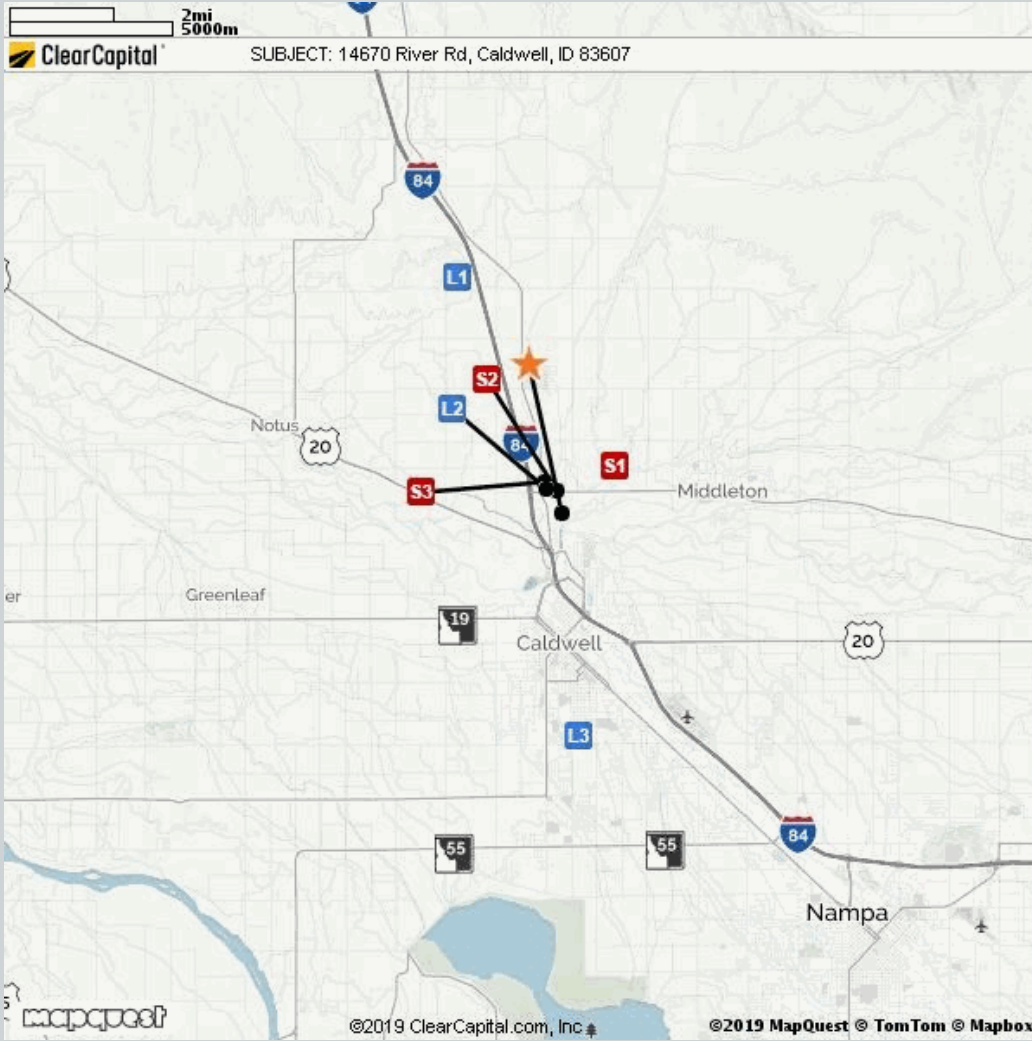 2mi
5000m
ClearCapital
SUBJECT: 14670 River Rd, Caldwell, ID 83607
84
L1
S2
L2
Notus
20
84
S1
S3
Middleton
er
Greenleaf
19
Caldwell
20
L3
84
55
55
Nampa
mapquest
©2019 ClearCapital.com, Inc
©2019 MapQuest © TomTom © Mapbox